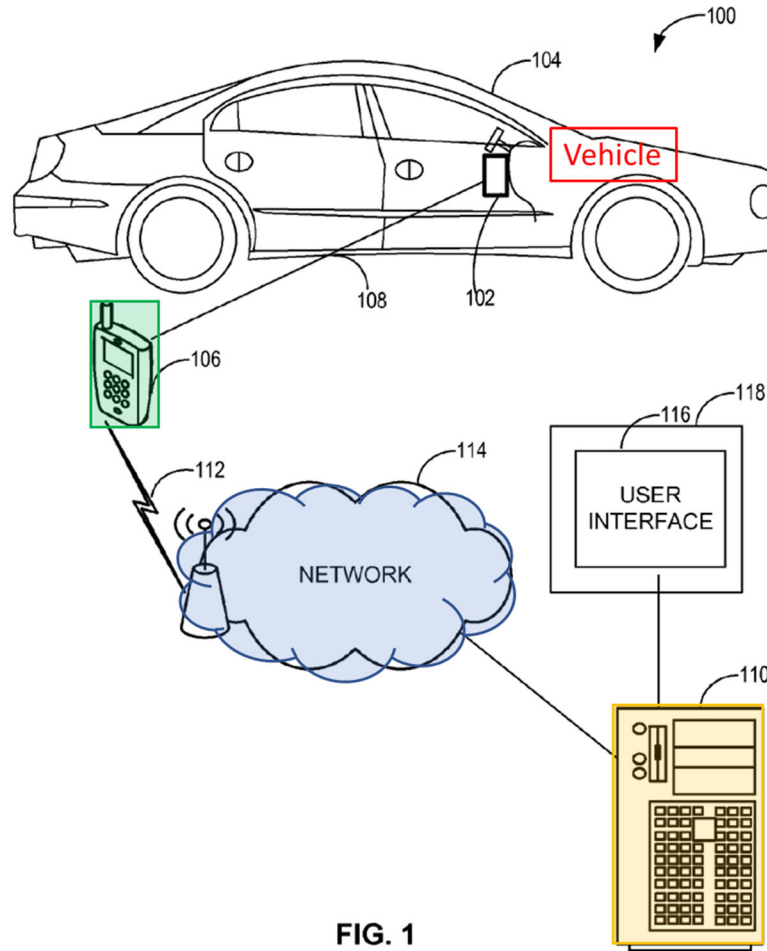 100
104
Vehicle
108
102
106
118
116
112
114
USER
INTERFACE
NETWORK
110
FIG. 1